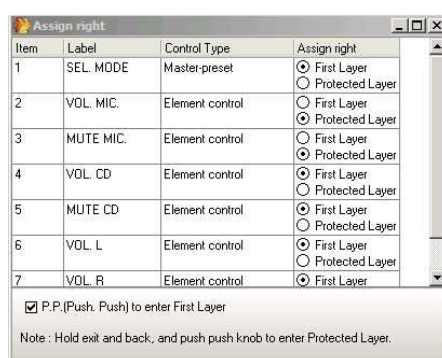 Assign right
Item Label Control Type Assign right
1 SEL. MODE Master-preset First Layer
Protected Layer
2 VOL. MIC. Element control First Layer
Protected Layer
3 MUTE MIC. Element control First Layer
Protected Layer
4 VOL. CD Element control First Layer
Protected Layer
5 MUTE CD Element control First Layer
Protected Layer
6 VOL. L Element control First Layer
Protected Layer
7 VOL. R Element control First Layer
P.P.(Push. Push) to enter First Layer
Note : Hold exit and back, and push push knob to enter Protected Layer.